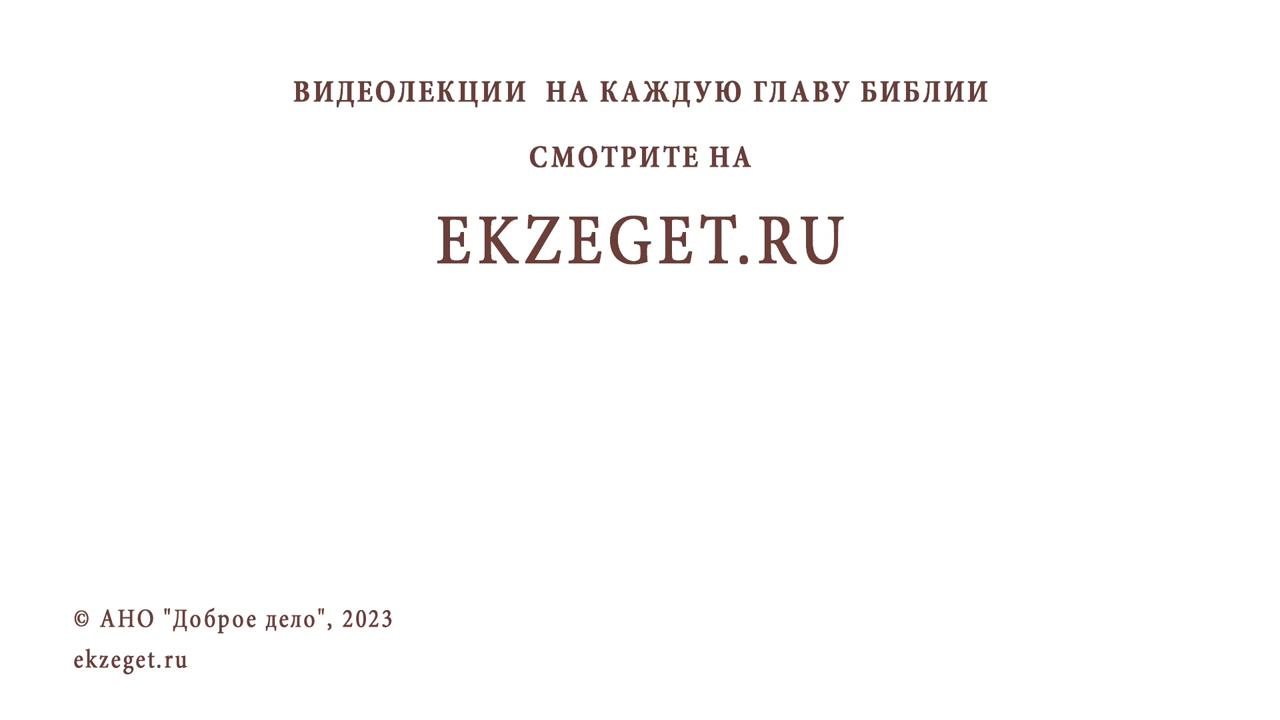 ВИДЕОЛЕКЦИИ НА КАЖДУЮ ГЛАВУ БИБЛИИ
СМОТРИТЕ НА
EKZEGET.RU
© АНО "Доброе дело", 2023
ekzeget.ru